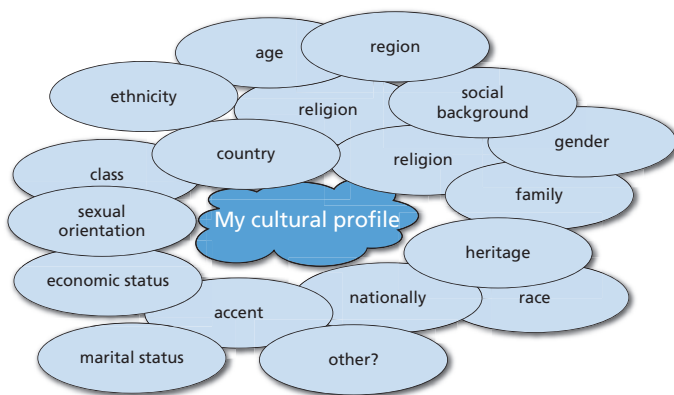 age
region
ethnicity
religion
social
background
gender
country
religion
class
family
sexual
orientation
My cultural profile
heritage
economic status
accent
nationally
race
marital status
other?